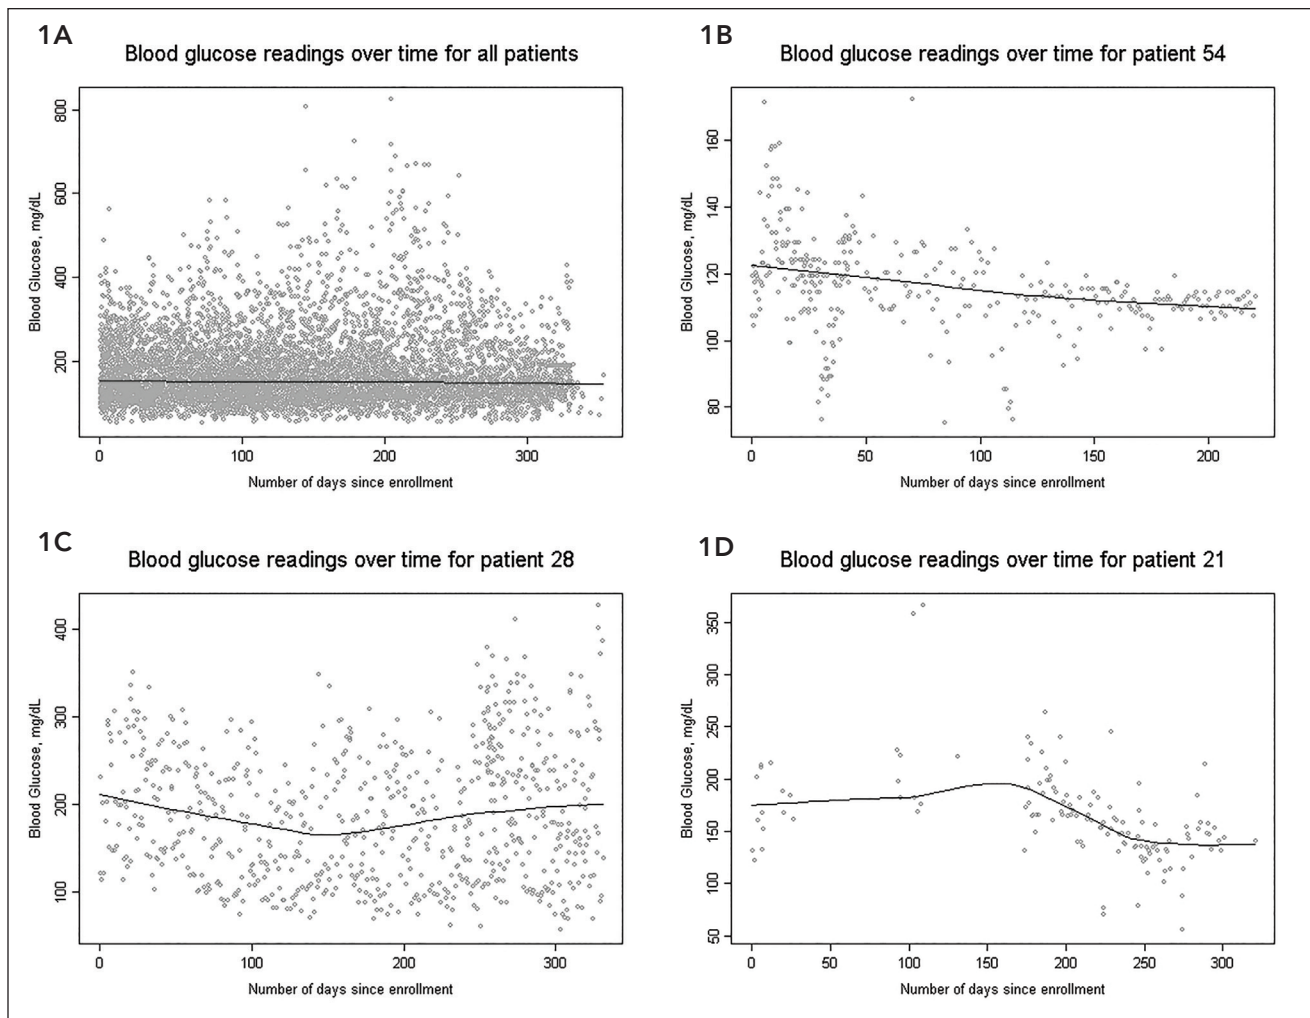 1A
Blood glucose readings over time for all patients
Blood Glucose, mg/dL
800
600
400
200
0 100 200 300
Number of days since enrollment
1B
Blood glucose readings over time for patient 54
Blood Glucose, mg/dL
160
140
120
100
80
0 50 100 150 200
Number of days since enrollment
1C
Blood glucose readings over time for patient 28
Blood Glucose, mg/dL
400
300
200
100
0 100 200 300
Number of days since enrollment
1D
Blood glucose readings over time for patient 21
Blood Glucose, mg/dL
350
300
250
200
150
100
50
0 50 100 150 200 250 300
Number of days since enrollment